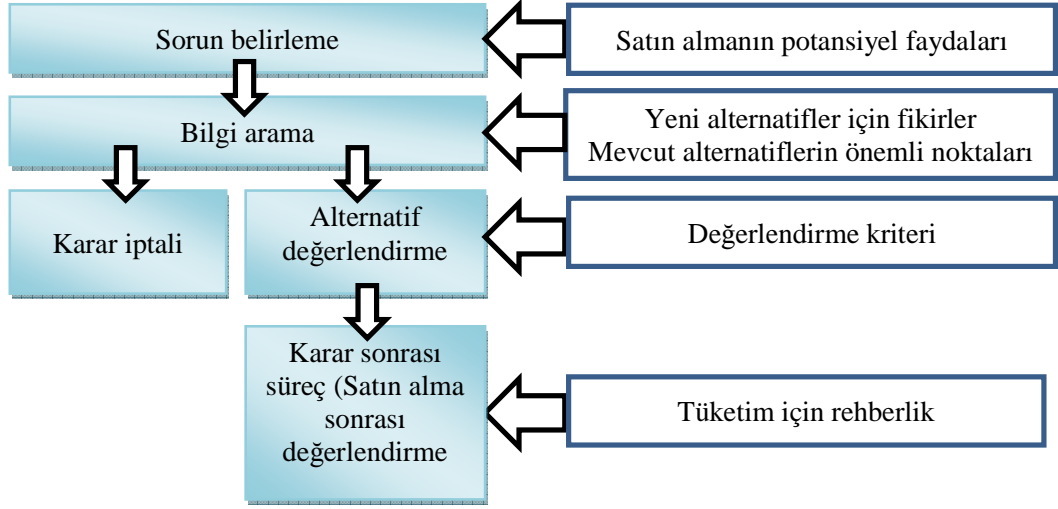 Sorun belirleme
Satın almanın potansiyel faydaları
Bilgi arama
Yeni alternatifler için fikirler
Mevcut alternatiflerin önemli noktaları
Karar iptali
Alternatif
değerlendirme
Değerlendirme kriteri
Karar sonrası
süreç (Satın alma
sonrası
değerlendirme
Tüketim için rehberlik